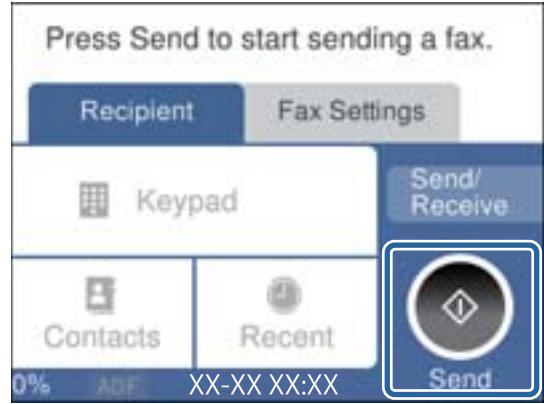 Press Send to start sending a fax.
Recipient
Fax Settings
Keypad
Send/
Receive
Contacts
Recent
Send
0%
ADF
XX-XX XX:XX